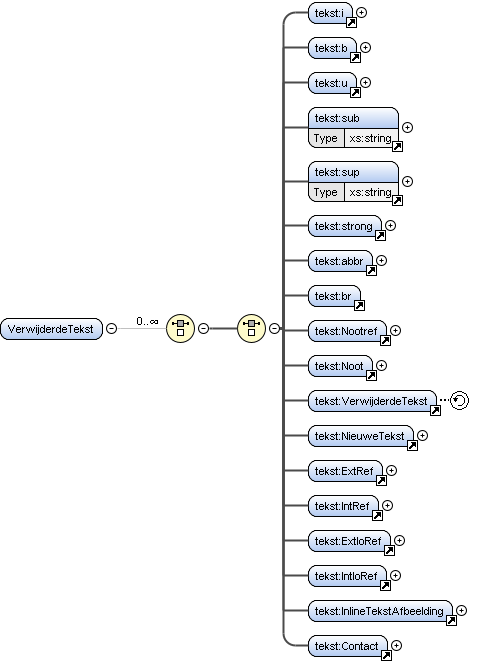 tekst:i
tekst:b
tekst:u
tekst:sub
Type xs:string
tekst:sup
Type xs:string
tekst:strong
tekst:abbr
tekst:br
VerwijderdeTekst
0..∞
tekst:Nootref
tekst:Noot
tekst:VerwijderdeTekst
tekst:NieuweTekst
tekst:ExtRef
tekst:IntRef
tekst:ExtIoRef
tekst:IntIoRef
tekst:InlineTekstAfbeelding
tekst:Contact